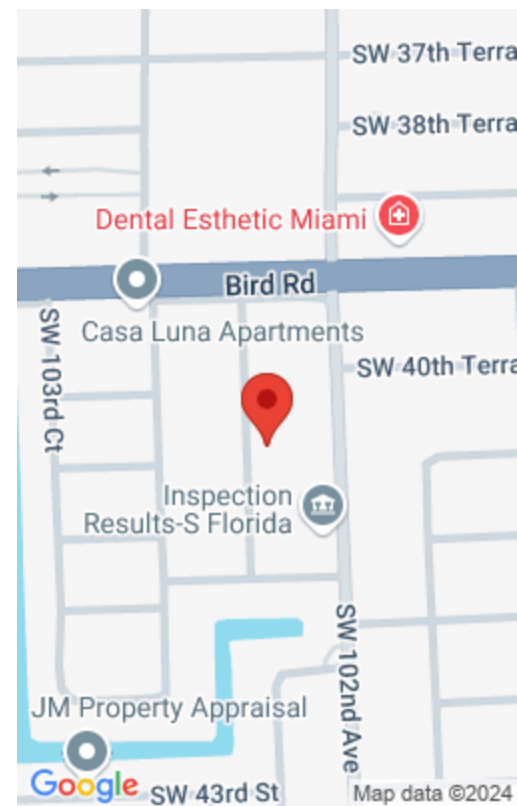 SW 37th Terra
SW 38th Terra
Dental Esthetic Miami
Bird Rd
Casa Luna Apartments
SW 103rd Ct
SW 40th Terra
Inspection
Results-S Florida
SW 102nd Ave
JM Property Appraisal
Google
SW 43rd St
Map data ©2024